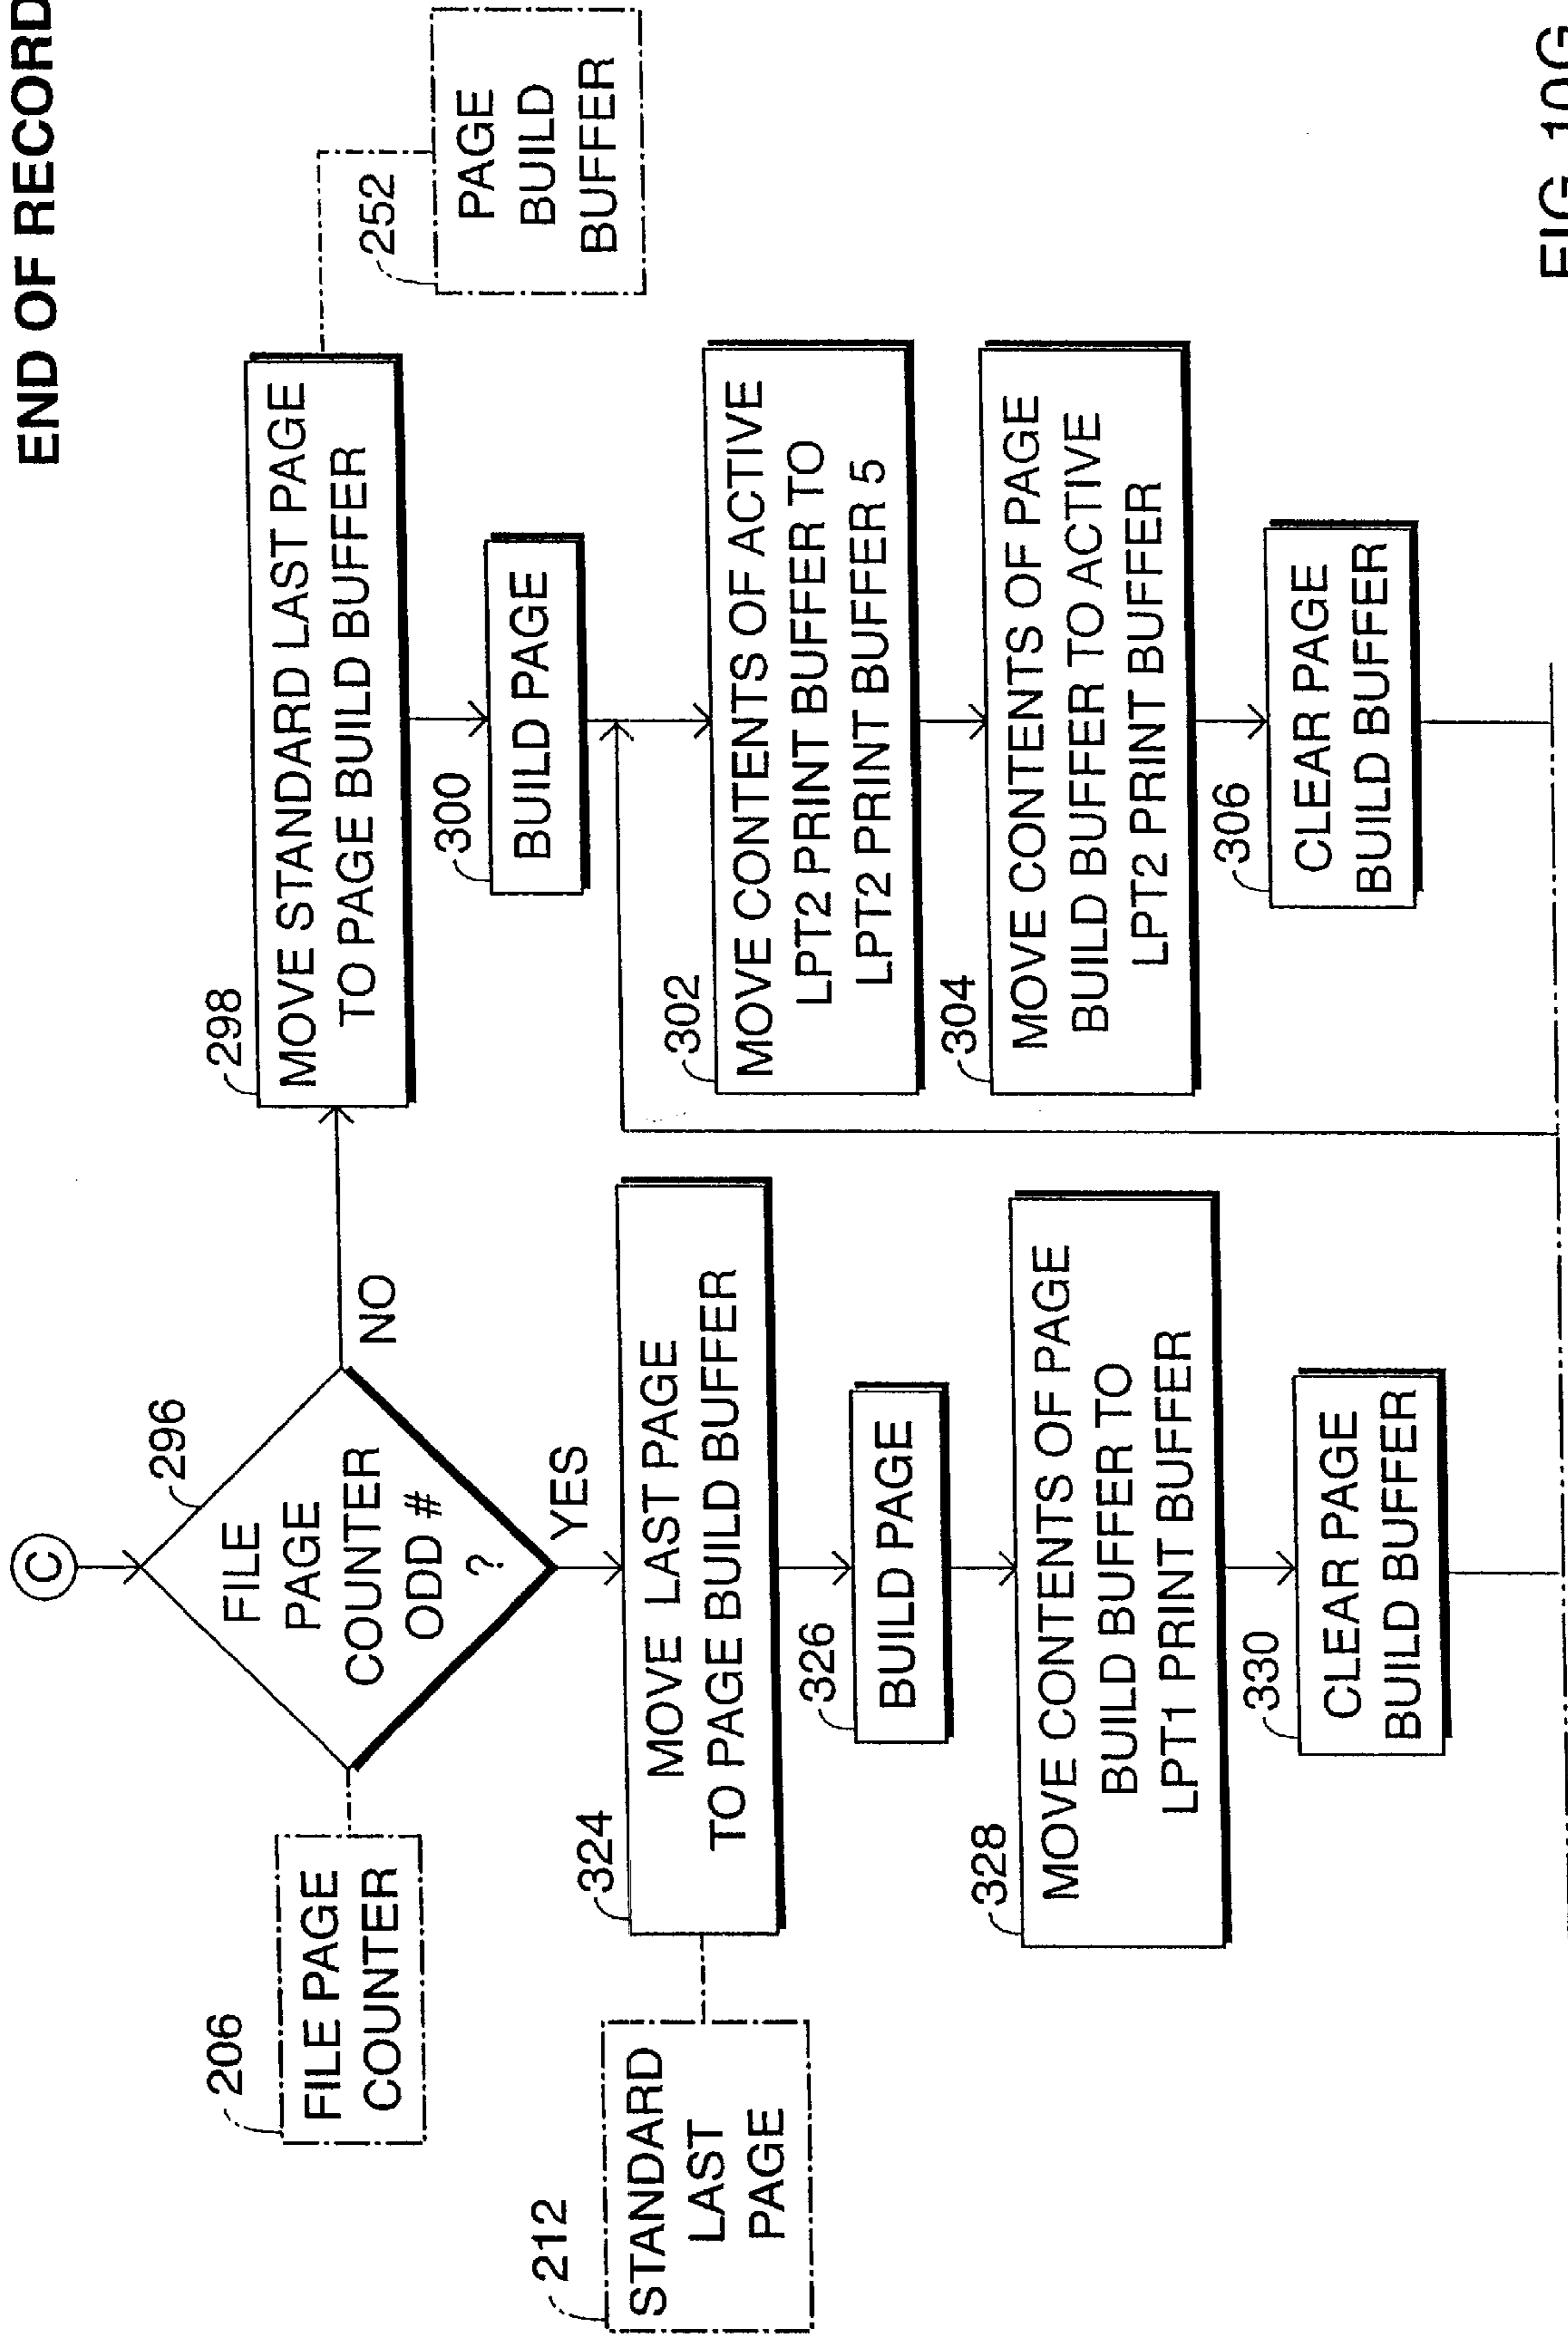 END OF RECORD
C
206
FILE PAGE
COUNTER
296
FILE
PAGE
COUNTER
ODD #
?
NO
YES
298
MOVE STANDARD LAST PAGE
TO PAGE BUILD BUFFER
252
PAGE
BUILD
BUFFER
300
BUILD PAGE
302
MOVE CONTENTS OF ACTIVE
LPT2 PRINT BUFFER TO
LPT2 PRINT BUFFER 5
304
MOVE CONTENTS OF PAGE
BUILD BUFFER TO ACTIVE
LPT2 PRINT BUFFER
306
CLEAR PAGE
BUILD BUFFER
212
STANDARD
LAST
PAGE
324
MOVE LAST PAGE
TO PAGE BUILD BUFFER
326
BUILD PAGE
328
MOVE CONTENTS OF PAGE
BUILD BUFFER TO
LPT1 PRINT BUFFER
330
CLEAR PAGE
BUILD BUFFER
FIG. 10G